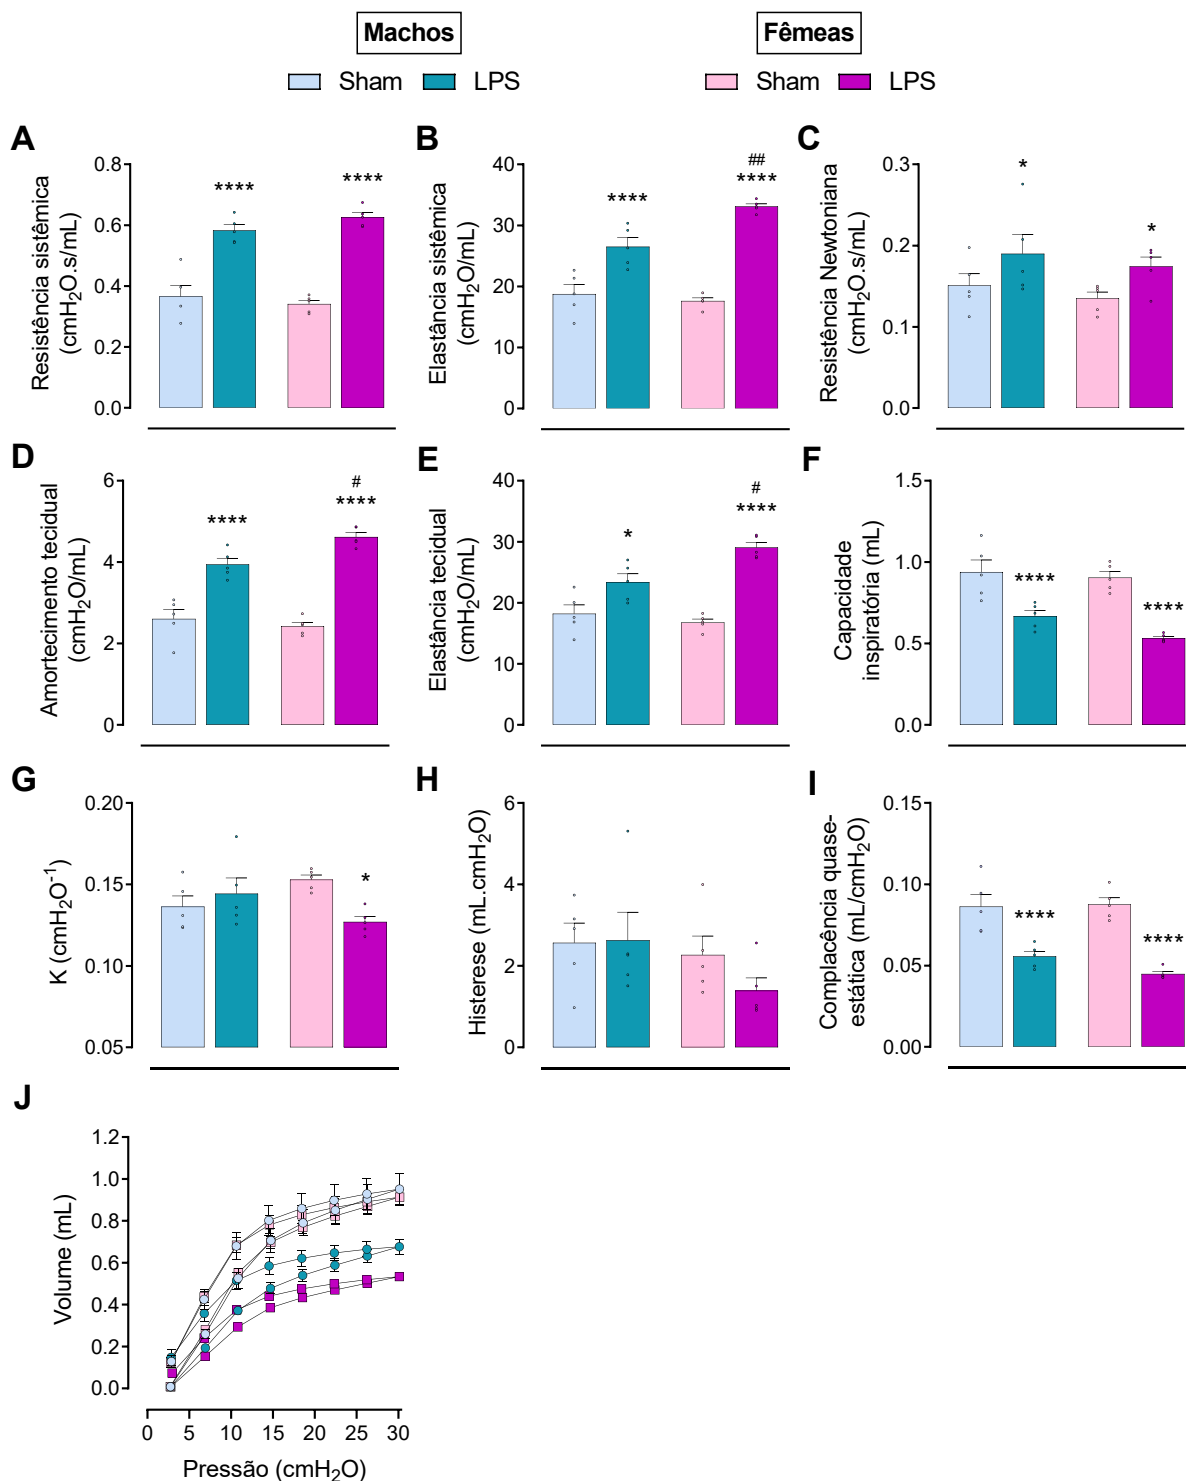 Machos
Fêmeas
Sham LPS
Sham LPS
A
Resistência sistêmica
(cmH2O.s/mL)
0.8
0.6
0.4
0.2
0.0
****
****
B
Elastância sistêmica
(cmH2O/mL)
40
30
20
10
0
****
##
****
C
Resistência Newtoniana
(cmH2O.s/mL)
0.3
0.2
0.1
0.0
*
*
D
Amortecimento tecidual
(cmH2O/mL)
6
4
2
0
****
#
****
E
Elastância tecidual
(cmH2O/mL)
40
30
20
10
0
*
#
****
F
Capacidade
inspiratória (mL)
1.5
1.0
0.5
0.0
****
****
G
K (cmH2O-1)
0.20
0.15
0.10
0.05
*
H
Histerese (mL.cmH2O)
6
4
2
0
I
Complacência quase-
estática (mL/cmH2O)
0.15
0.10
0.05
0.00
****
****
J
Volume (mL)
1.2
1.0
0.8
0.6
0.4
0.2
0.0
0 5 10 15 20 25 30
Pressão (cmH2O)